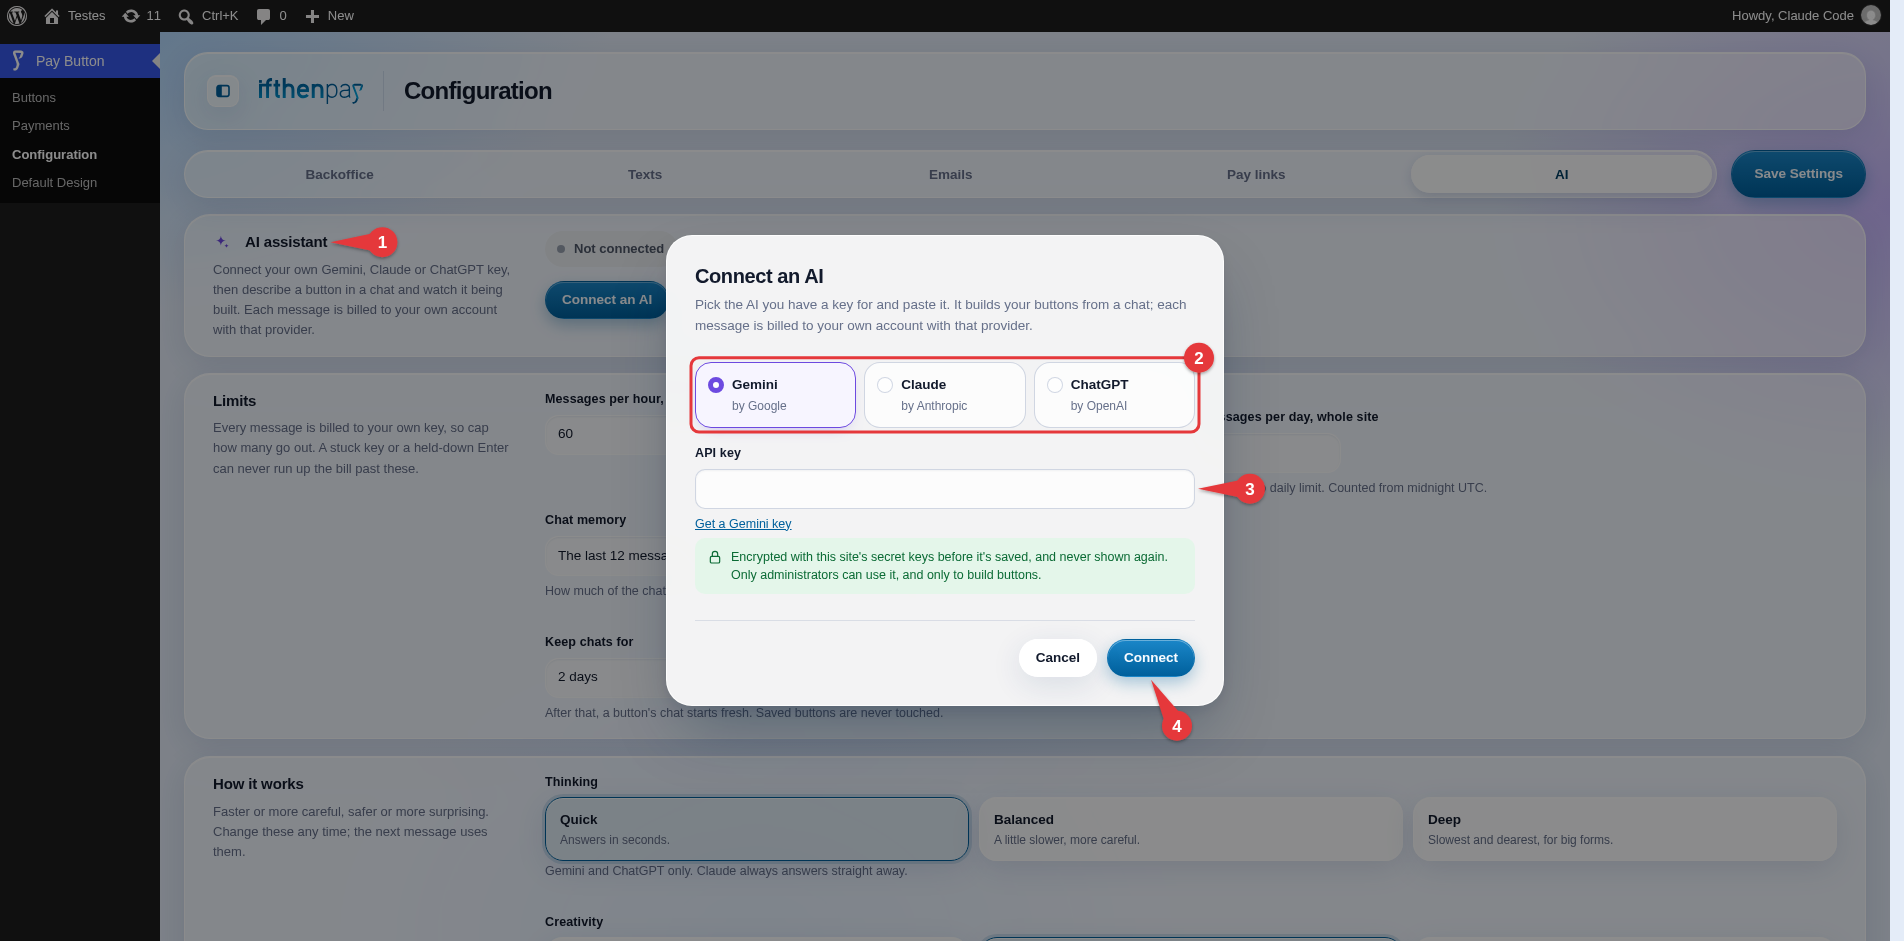 Testes
11
Ctrl+K
0
New
Howdy, Claude Code
Pay Button
Buttons
Payments
Configuration
Default Design
ifthenpay
Configuration
Backoffice
Texts
Emails
Pay links
AI
Save Settings
AI assistant
1
Connect your own Gemini, Claude or ChatGPT key,
then describe a button in a chat and watch it being
built. Each message is billed to your own account
with that provider.
Not connected
Connect an AI
Limits
Every message is billed to your own key, so cap
how many go out. A stuck key or a held-down Enter
can never run up the bill past these.
Messages per hour,
60
per day, whole site
daily limit. Counted from midnight UTC.
Chat memory
The last 12
How much of the chat
Keep chats for
2 days
After that, a button's chat starts fresh. Saved buttons are never touched.
Connect an AI
Pick the AI you have a key for and paste it. It builds your buttons from a chat; each
message is billed to your own account with that provider.
2
Gemini
by Google
Claude
by Anthropic
ChatGPT
by OpenAI
API key
3
Get a Gemini key
Encrypted with this site's secret keys before it's saved, and never shown again.
Only administrators can use it, and only to build buttons.
Cancel
Connect
4
How it works
Faster or more careful, safer or more surprising.
Change these any time; the next message uses
them.
Thinking
Quick
Answers in seconds.
Balanced
A little slower, more careful.
Deep
Slowest and dearest, for big forms.
Gemini and ChatGPT only. Claude always answers straight away.
Creativity